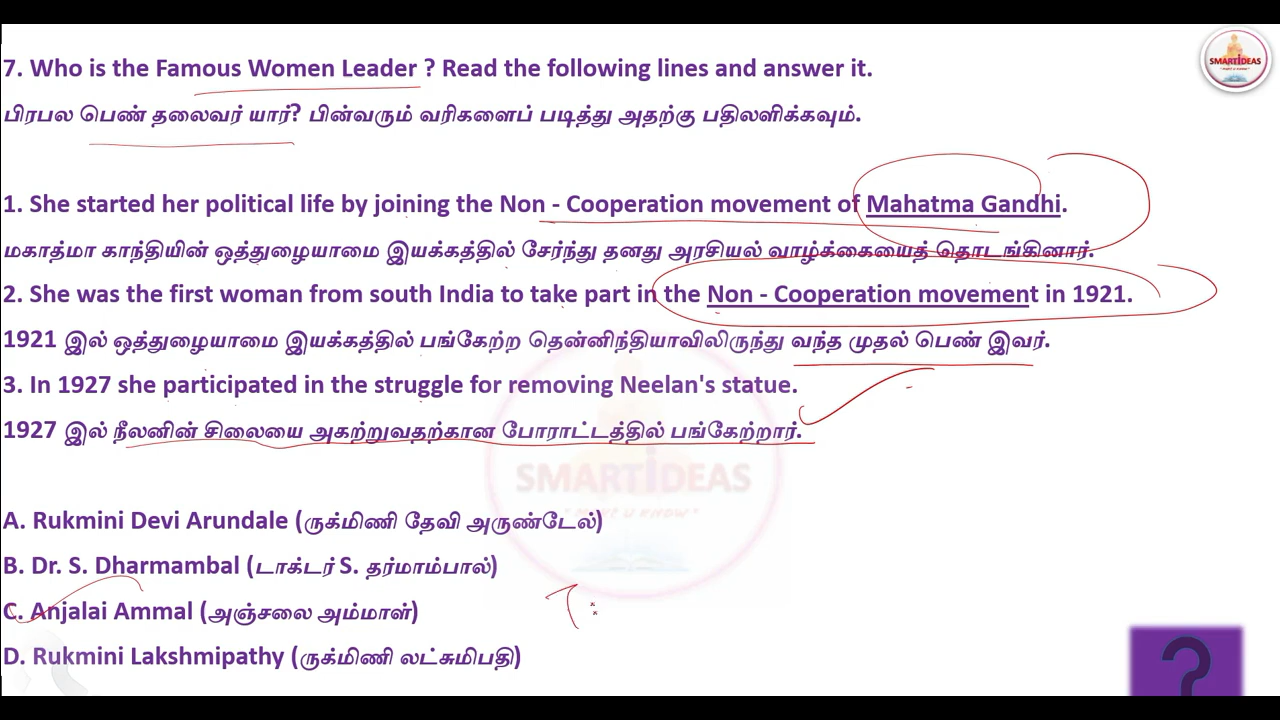 SMARTIDEAS
7. Who is the Famous Women Leader ? Read the following lines and answer it.
பிரபல பெண் தலைவர் யார்? பின்வரும் வரிகளைப் படித்து அதற்கு பதிலளிக்கவும்.
1. She started her political life by joining the Non - Cooperation movement of Mahatma Gandhi.
மகாத்மா காந்தியின் ஒத்துழையாமை இயக்கத்தில் சேர்ந்து தனது அரசியல் வாழ்க்கையைத் தொடங்கினார்.
2. She was the first woman from south India to take part in the Non - Cooperation movement in 1921.
1921 இல் ஒத்துழையாமை இயக்கத்தில் பங்கேற்ற தென்னிந்தியாவிலிருந்து வந்த முதல் பெண் இவர்.
3. In 1927 she participated in the struggle for removing Neelan's statue.
1927 இல் நீலனின் சிலையை அகற்றுவதற்கான போராட்டத்தில் பங்கேற்றார்.
SMARTIDEAS
A. Rukmini Devi Arundale (ருக்மிணி தேவி அருண்டேல்)
B. Dr. S. Dharmambal (டாக்டர் S. தர்மாம்பால்)
C. Anjalai Ammal (அஞ்சலை அம்மாள்)
D. Rukmini Lakshmipathy (ருக்மிணி லட்சுமிபதி)
?